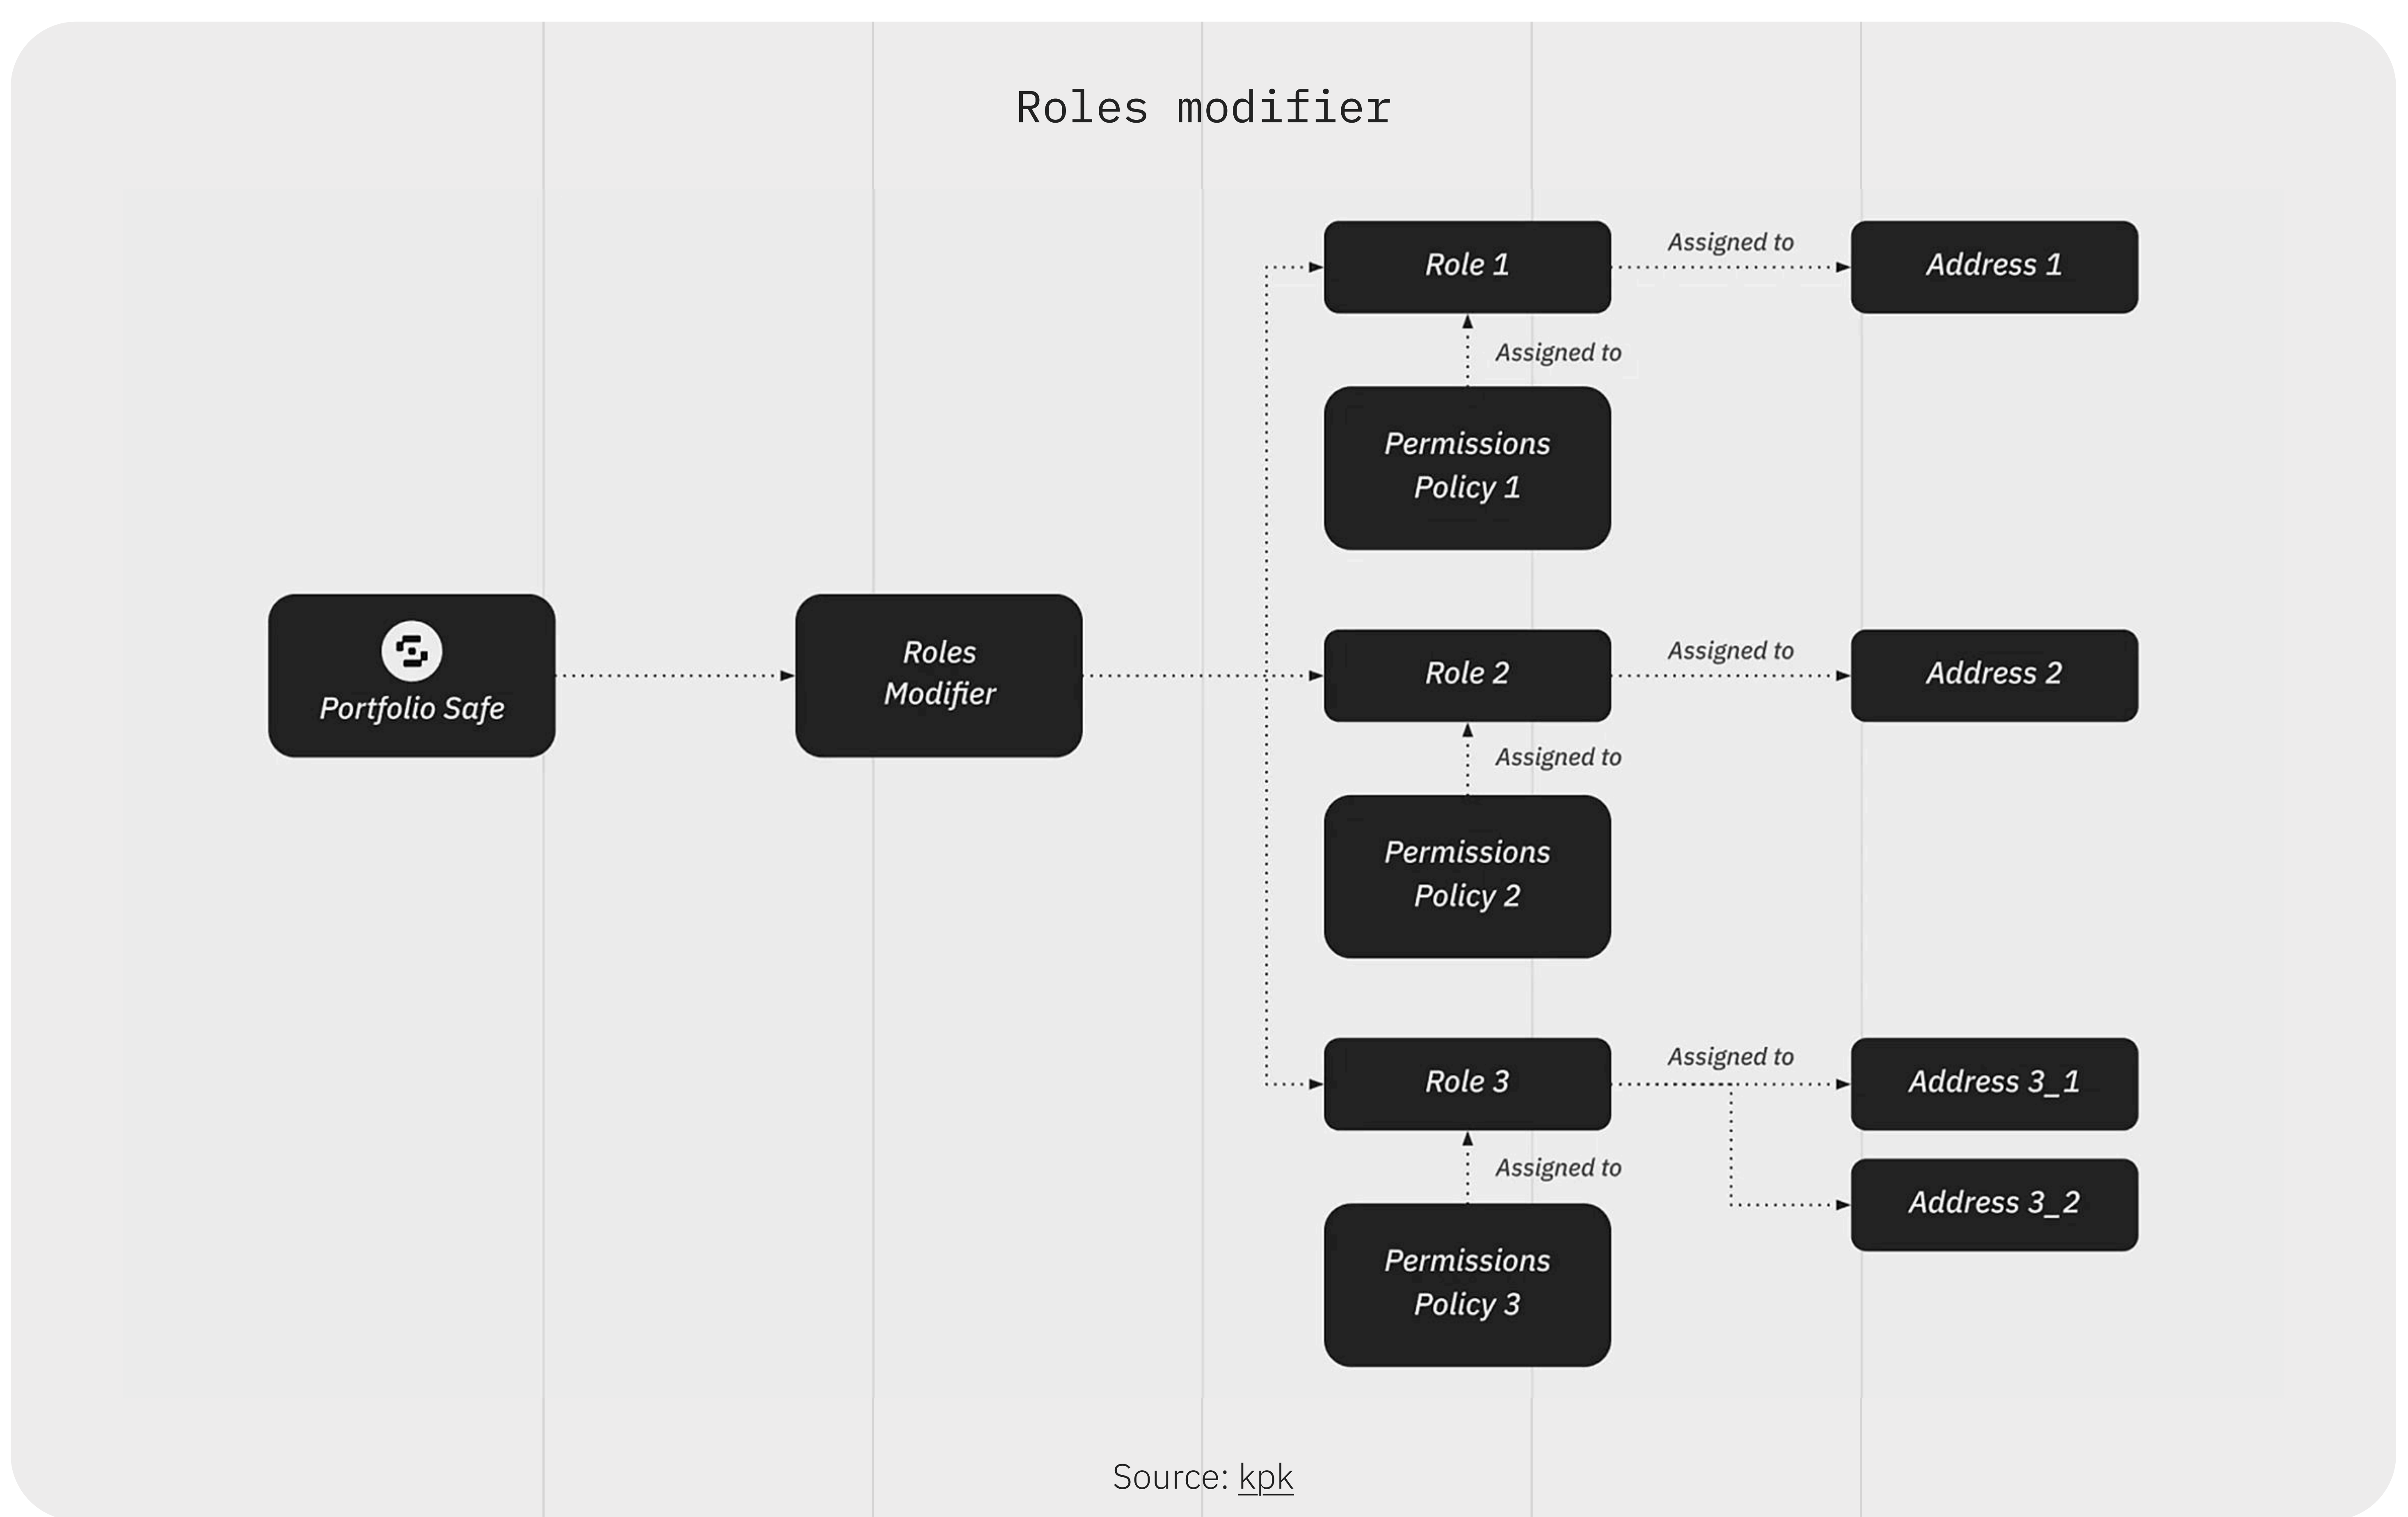 Roles modifier
Role 1
Assigned to
Address 1
Assigned to
Permissions
Policy 1
Portfolio Safe
Roles
Modifier
Role 2
Assigned to
Address 2
Assigned to
Permissions
Policy 2
Role 3
Assigned to
Address 3_1
Assigned to
Address 3_2
Permissions
Policy 3
Source: kpk